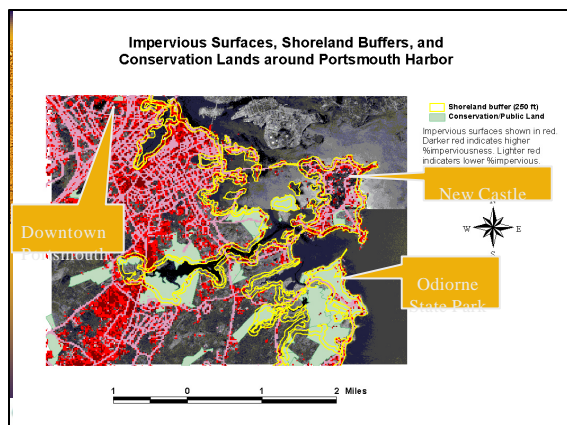 Impervious Surfaces, Shoreland Buffers, and
Conservation Lands around Portsmouth Harbor
Shoreland buffer (250 ft)
Conservation/Public Land
Impervious surfaces shown in red.
Darker red indicates higher
%imperviousness. Lighter red
indicaters lower %impervious.
New Castle
W E
S
Downtown
Portsmouth
Odiorne
State Park
1 0 1 2 Miles